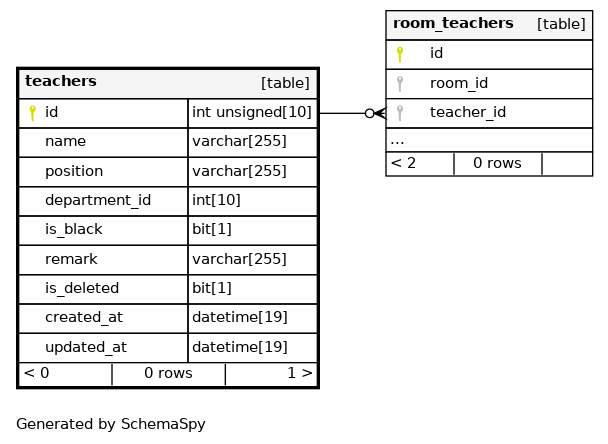 teachers [table]
id int unsigned[10]
name varchar[255]
position varchar[255]
department_id int[10]
is_black bit[1]
remark varchar[255]
is_deleted bit[1]
created_at datetime[19]
updated_at datetime[19]
< 0 0 rows 1 >
room_teachers [table]
id
room_id
teacher_id
...
< 2 0 rows
Generated by SchemaSpy